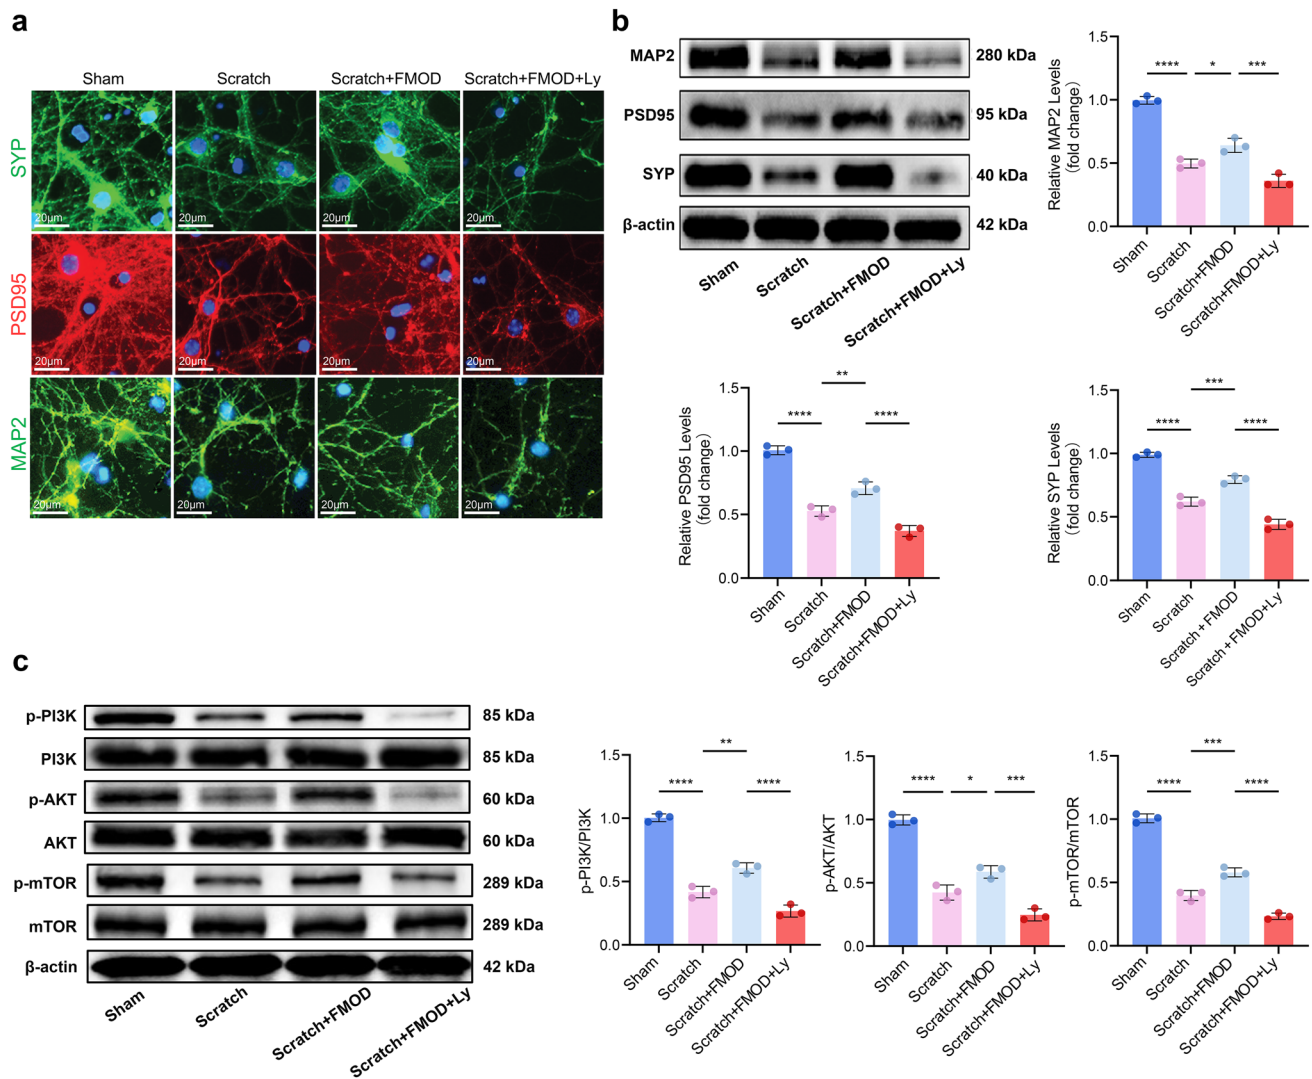 a
Sham
Scratch
Scratch+FMOD
Scratch+FMOD+Ly
SYP
20μm
20μm
20μm
20μm
PSD95
20μm
20μm
20μm
20μm
MAP2
20μm
20μm
20μm
20μm
b
MAP2
280 kDa
PSD95
95 kDa
SYP
40 kDa
β-actin
42 kDa
Sham
Scratch
Scratch+FMOD
Scratch+FMOD+Ly
Relative MAP2 Levels
(fold change)
1.5
1.0
0.5
0.0
****
*
***
Sham
Scratch
Scratch+FMOD
Scratch+FMOD+Ly
Relative PSD95 Levels
(fold change)
1.5
1.0
0.5
0.0
****
**
****
Sham
Scratch
Scratch+FMOD
Scratch+FMOD+Ly
Relative SYP Levels
(fold change)
1.5
1.0
0.5
0.0
****
***
****
Sham
Scratch
Scratch + FMOD
Scratch + FMOD+Ly
c
p-PI3K
85 kDa
PI3K
85 kDa
p-AKT
60 kDa
AKT
60 kDa
p-mTOR
289 kDa
mTOR
289 kDa
β-actin
42 kDa
Sham
Scratch
Scratch+FMOD
Scratch+FMOD+Ly
p-PI3K/PI3K
1.5
1.0
0.5
0.0
****
**
****
Sham
Scratch
Scratch+FMOD
Scratch+FMOD+Ly
p-AKT/AKT
1.5
1.0
0.5
0.0
****
*
***
Sham
Scratch
Scratch+FMOD
Scratch+FMOD+Ly
p-mTOR/mTOR
1.5
1.0
0.5
0.0
****
***
****
Sham
Scratch
Scratch+FMOD
Scratch+FMOD+Ly